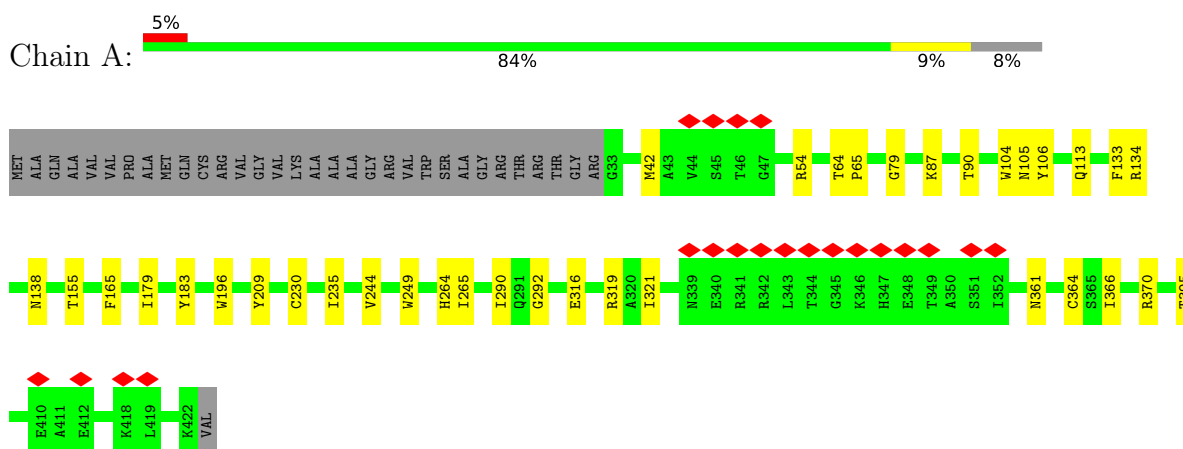 5%
Chain A:
84% 9% 8%
MET ALA GLN ALA VAL VAL PRO ALA MET GLN CYS ARG VAL GLY VAL LYS ALA ALA ALA GLY ARG VAL TRP SER ALA GLY ARG THR ARG THR GLY ARG G33 M42 A43 V44 S45 T46 G47 R54 T64 P65 G79 K87 T90 W104 N105 Y106 Q113 F133 R134
N138 T155 F165 I179 Y183 W196 Y209 C230 I235 V244 W249 H264 I265 I290 Q291 G292 E316 R319 A320 I321 N339 E340 R341 R342 L343 T344 G345 K346 H347 E348 T349 A350 S351 I352 N361 C364 S365 I366 R370
E410 A411 E412 K418 L419 K422 VAL